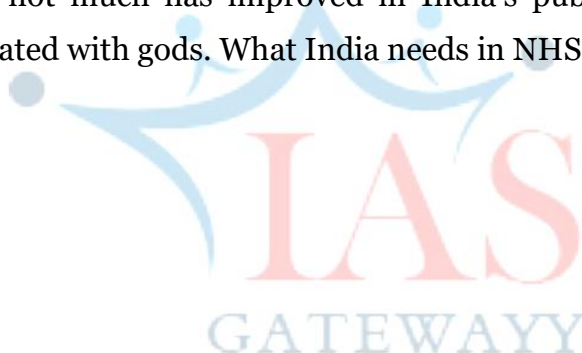 not much has improved in India's pub
ated with gods. What India needs in NHS
IAS
GATEWAYY